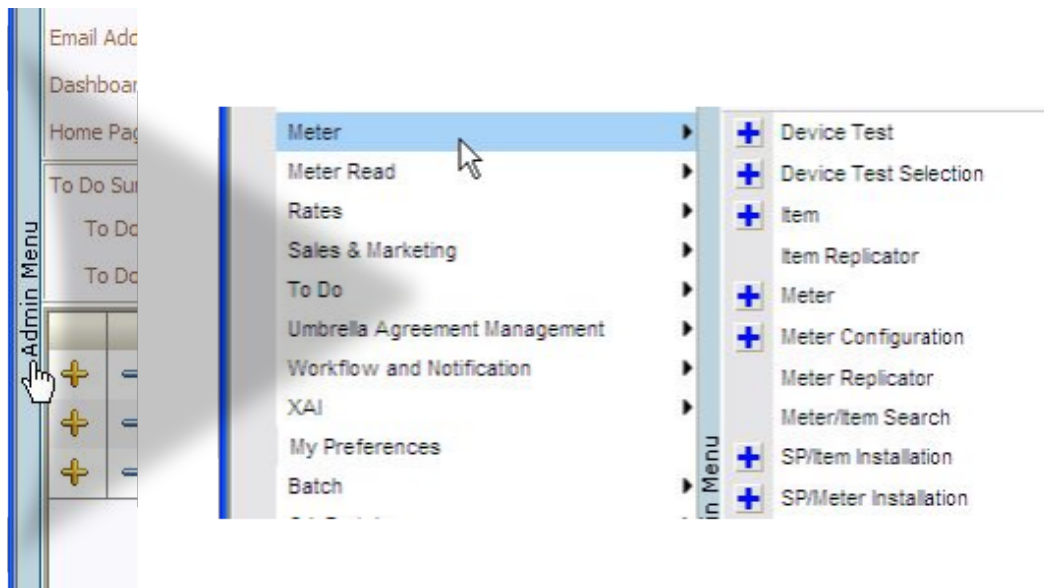 Email Add
Dashboar
Home Pag
To Do Sur
To Do
To Do
Admin Menu
Meter
Meter Read
Rates
Sales & Marketing
To Do
Umbrella Agreement Management
Workflow and Notification
XAI
My Preferences
Batch
in Menu
Device Test
Device Test Selection
Item
Item Replicator
Meter
Meter Configuration
Meter Replicator
Meter/Item Search
SP/Item Installation
SP/Meter Installation